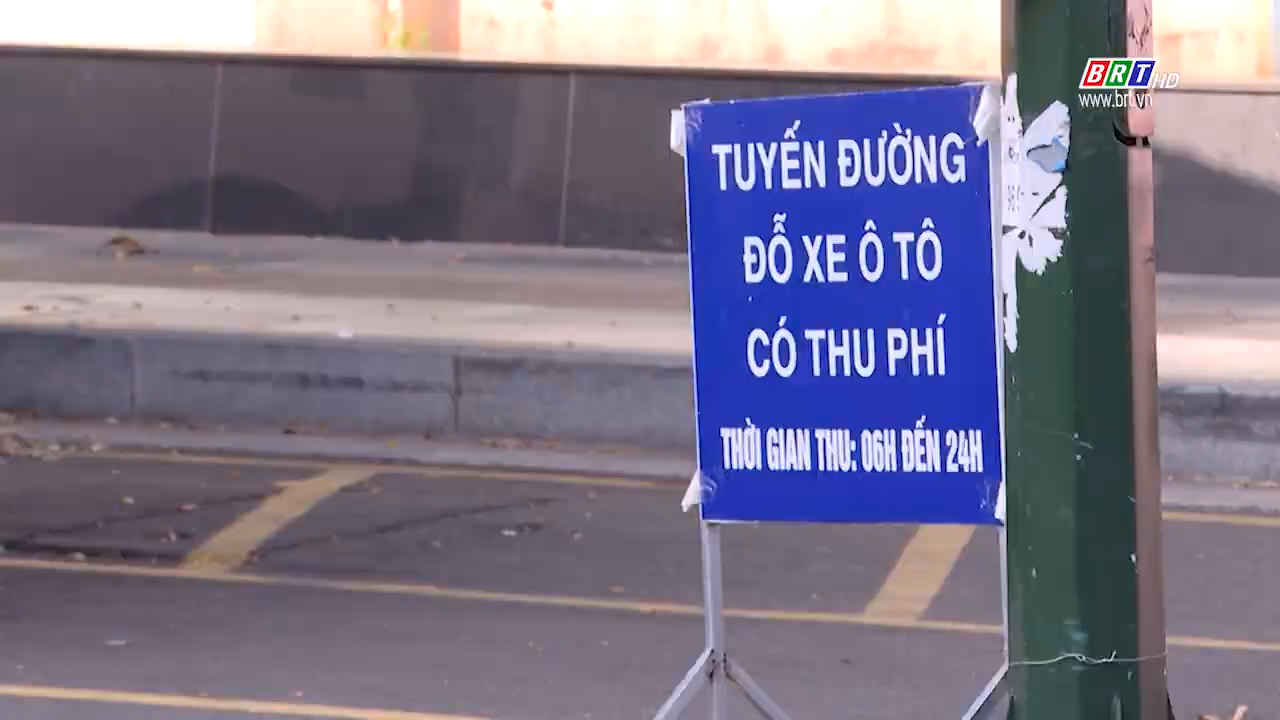 BRT HD
www.brt.vn
TUYẾN ĐƯỜNG
ĐỖ XE Ô TÔ
CÓ THU PHÍ
THỜI GIAN THU: 06H ĐẾN 24H